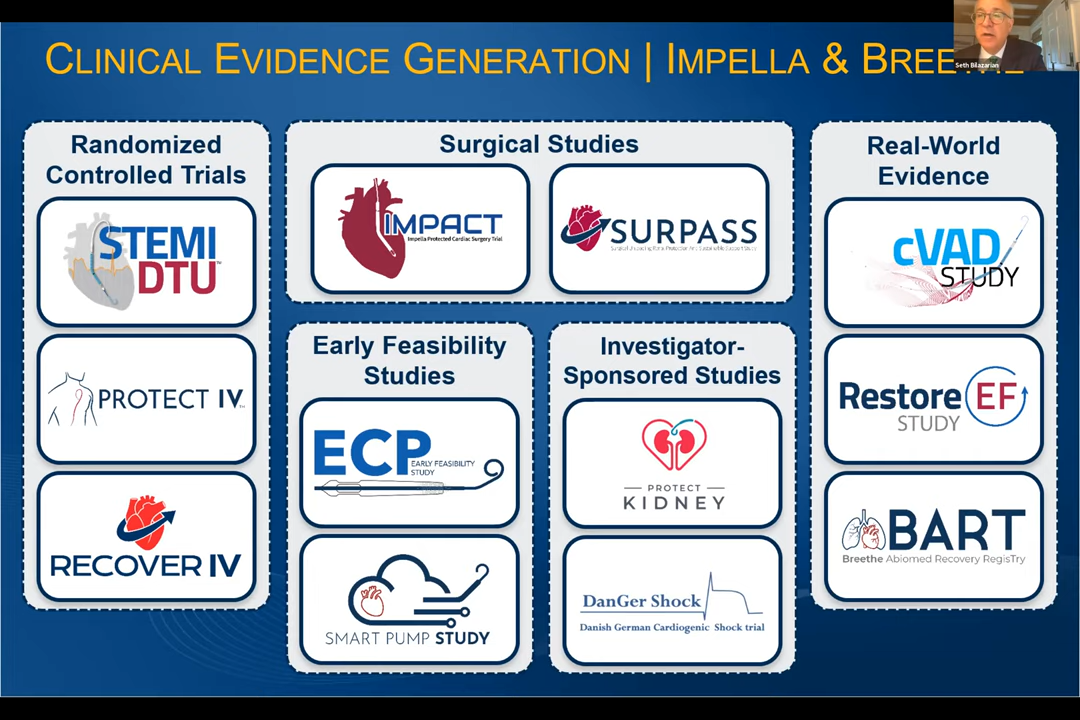 CLINICAL EVIDENCE GENERATION | IMPELLA &
Seth Bilazarian
Randomized
Controlled Trials
STEMI
DTU™
PROTECT IV
RECOVER IV
Surgical Studies
IMPACT
Impella Protected Cardiac Surgery Trial
SURPASS
Early Feasibility
Studies
ECP
EARLY FEASIBILITY
STUDY
SMART PUMP STUDY
Investigator-
Sponsored Studies
PROTECT
KIDNEY
DanGer Shock
Danish German Cardiogenic Shock trial
Real-World
Evidence
cVAD
STUDY
Restore EF
STUDY
BART
Breethe Abiomed Recovery RegisTry